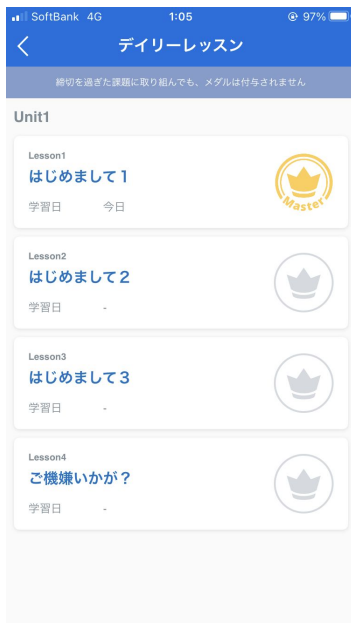 SoftBank 4G 1:05 97%
デイリーレッスン
締切を過ぎた課題に取り組んでも、メダルは付与されません
Unit1
Lesson1
はじめまして1
学習日 今日
Master
Lesson2
はじめまして2
学習日 -
Lesson3
はじめまして3
学習日 -
Lesson4
ご機嫌いかが?
学習日 -